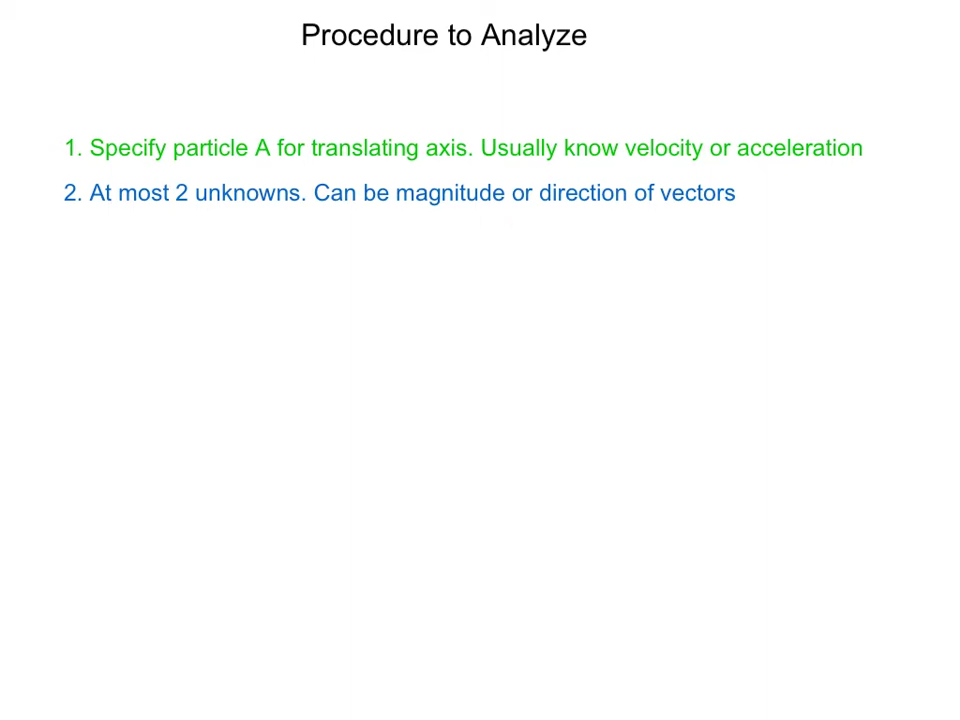 Procedure to Analyze
1. Specify particle A for translating axis. Usually know velocity or acceleration
2. At most 2 unknowns. Can be magnitude or direction of vectors